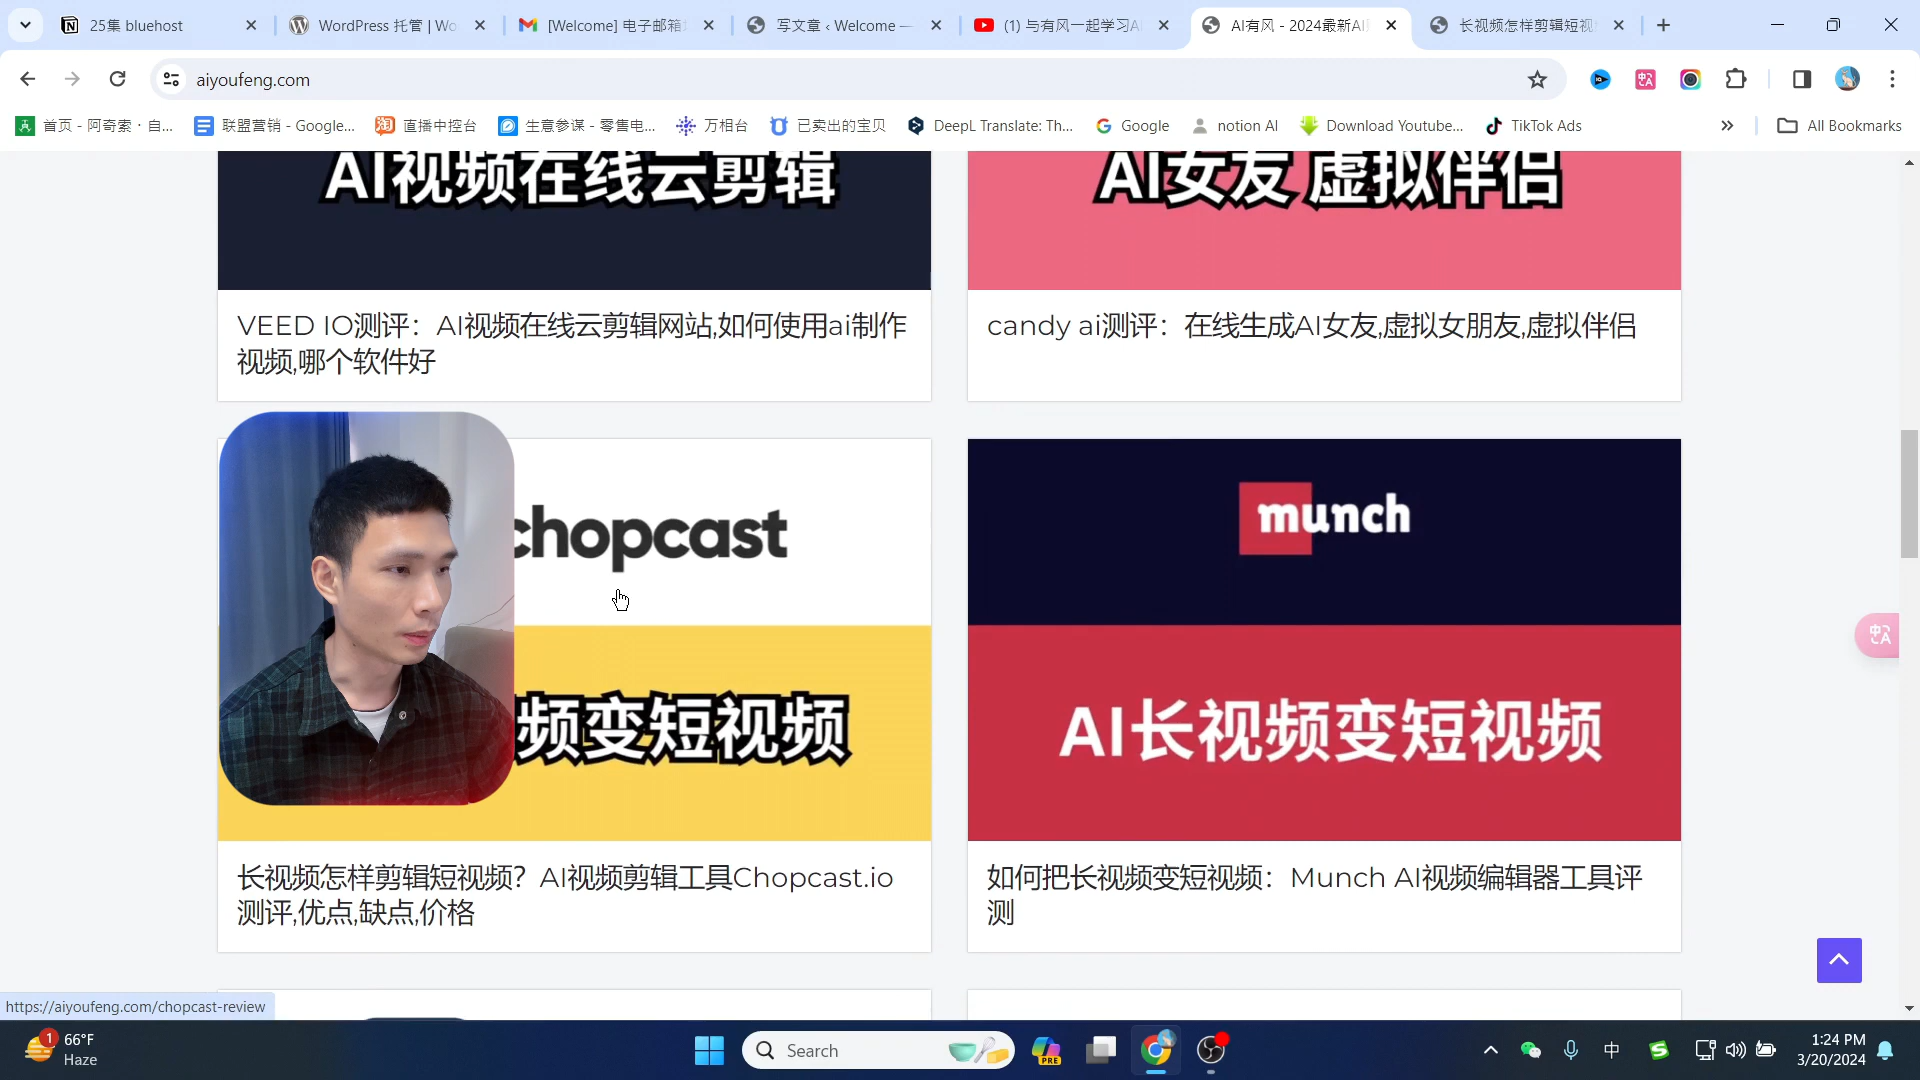 25集 bluehost
WordPress 托管 | Wo
[Welcome] 电子邮箱
写文章 ‹ Welcome —
(1) 与有风一起学习A
AI有风 - 2024最新AI
长视频怎样剪辑短视
aiyoufeng.com
首页 - 阿奇索 · 自...
联盟营销 - Google...
直播中控台
生意参谋 - 零售电...
万相台
已卖出的宝贝
DeepL Translate: Th...
Google
notion AI
Download Youtube...
TikTok Ads
»
All Bookmarks
AI视频在线云剪辑
AI女友 虚拟伴侣
VEED IO测评：AI视频在线云剪辑网站,如何使用ai制作
视频,哪个软件好
candy ai测评：在线生成AI女友,虚拟女朋友,虚拟伴侣
chopcast
频变短视频
munch
AI长视频变短视频
长视频怎样剪辑短视频？AI视频剪辑工具Chopcast.io
测评,优点,缺点,价格
如何把长视频变短视频：Munch AI视频编辑器工具评
测
https://aiyoufeng.com/chopcast-review
1
66°F
Haze
Search
PRE
中
1:24 PM
3/20/2024